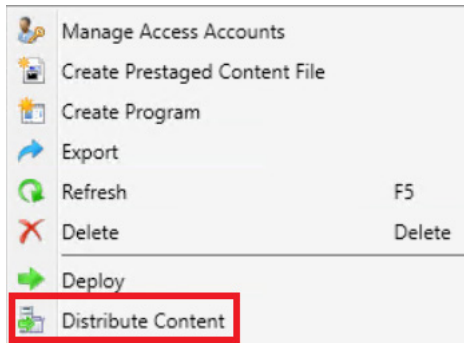 Manage Access Accounts
Create Prestaged Content File
Create Program
Export
Refresh F5
Delete Delete
Deploy
Distribute Content